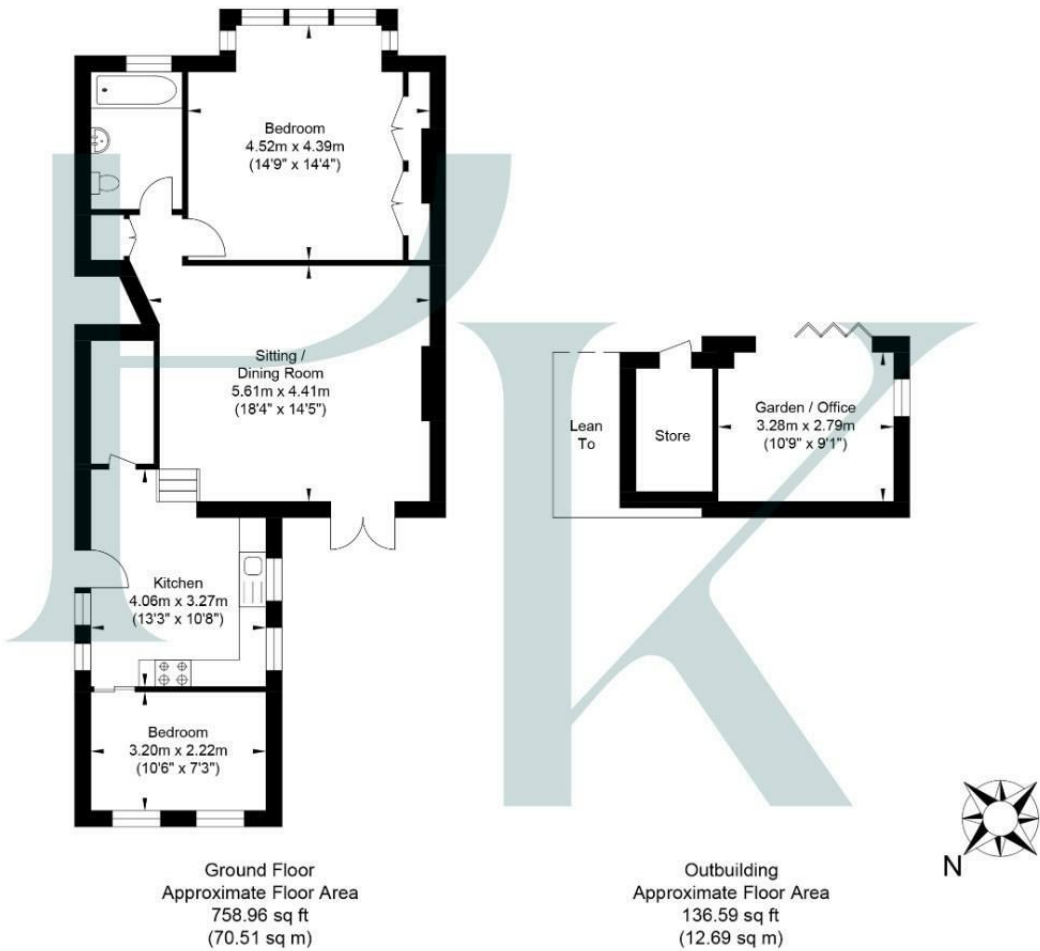 Bedroom
4.52m x 4.39m
(14'9" x 14'4")
Sitting /
Dining Room
5.61m x 4.41m
(18'4" x 14'5")
Kitchen
4.06m x 3.27m
(13'3" x 10'8")
Bedroom
3.20m x 2.22m
(10'6" x 7'3")
Ground Floor
Approximate Floor Area
758.96 sq ft
(70.51 sq m)
Lean
To
Store
Garden / Office
3.28m x 2.79m
(10'9" x 9'1")
Outbuilding
Approximate Floor Area
136.59 sq ft
(12.69 sq m)
N
PK